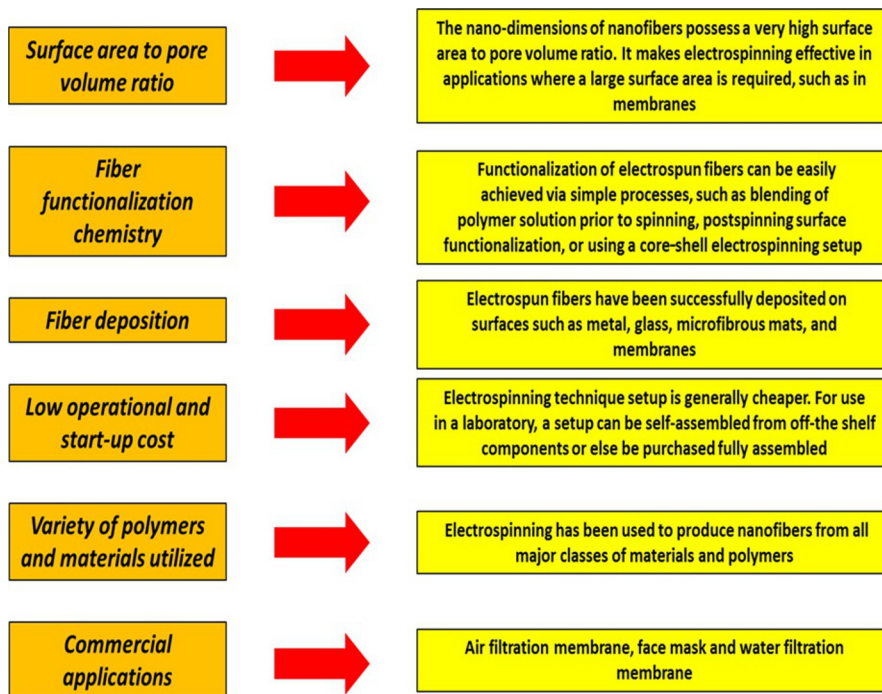 Surface area to pore
volume ratio
The nano-dimensions of nanofibers possess a very high surface
area to pore volume ratio. It makes electrospinning effective in
applications where a large surface area is required, such as in
membranes
Fiber
functionalization
chemistry
Functionalization of electrospun fibers can be easily
achieved via simple processes, such as blending of
polymer solution prior to spinning, postspinning surface
functionalization, or using a core–shell electrospinning setup
Fiber deposition
Electrospun fibers have been successfully deposited on
surfaces such as metal, glass, microfibrous mats, and
membranes
Low operational and
start-up cost
Electrospinning technique setup is generally cheaper. For use
in a laboratory, a setup can be self-assembled from off-the shelf
components or else be purchased fully assembled
Variety of polymers
and materials utilized
Electrospinning has been used to produce nanofibers from all
major classes of materials and polymers
Commercial
applications
Air filtration membrane, face mask and water filtration
membrane